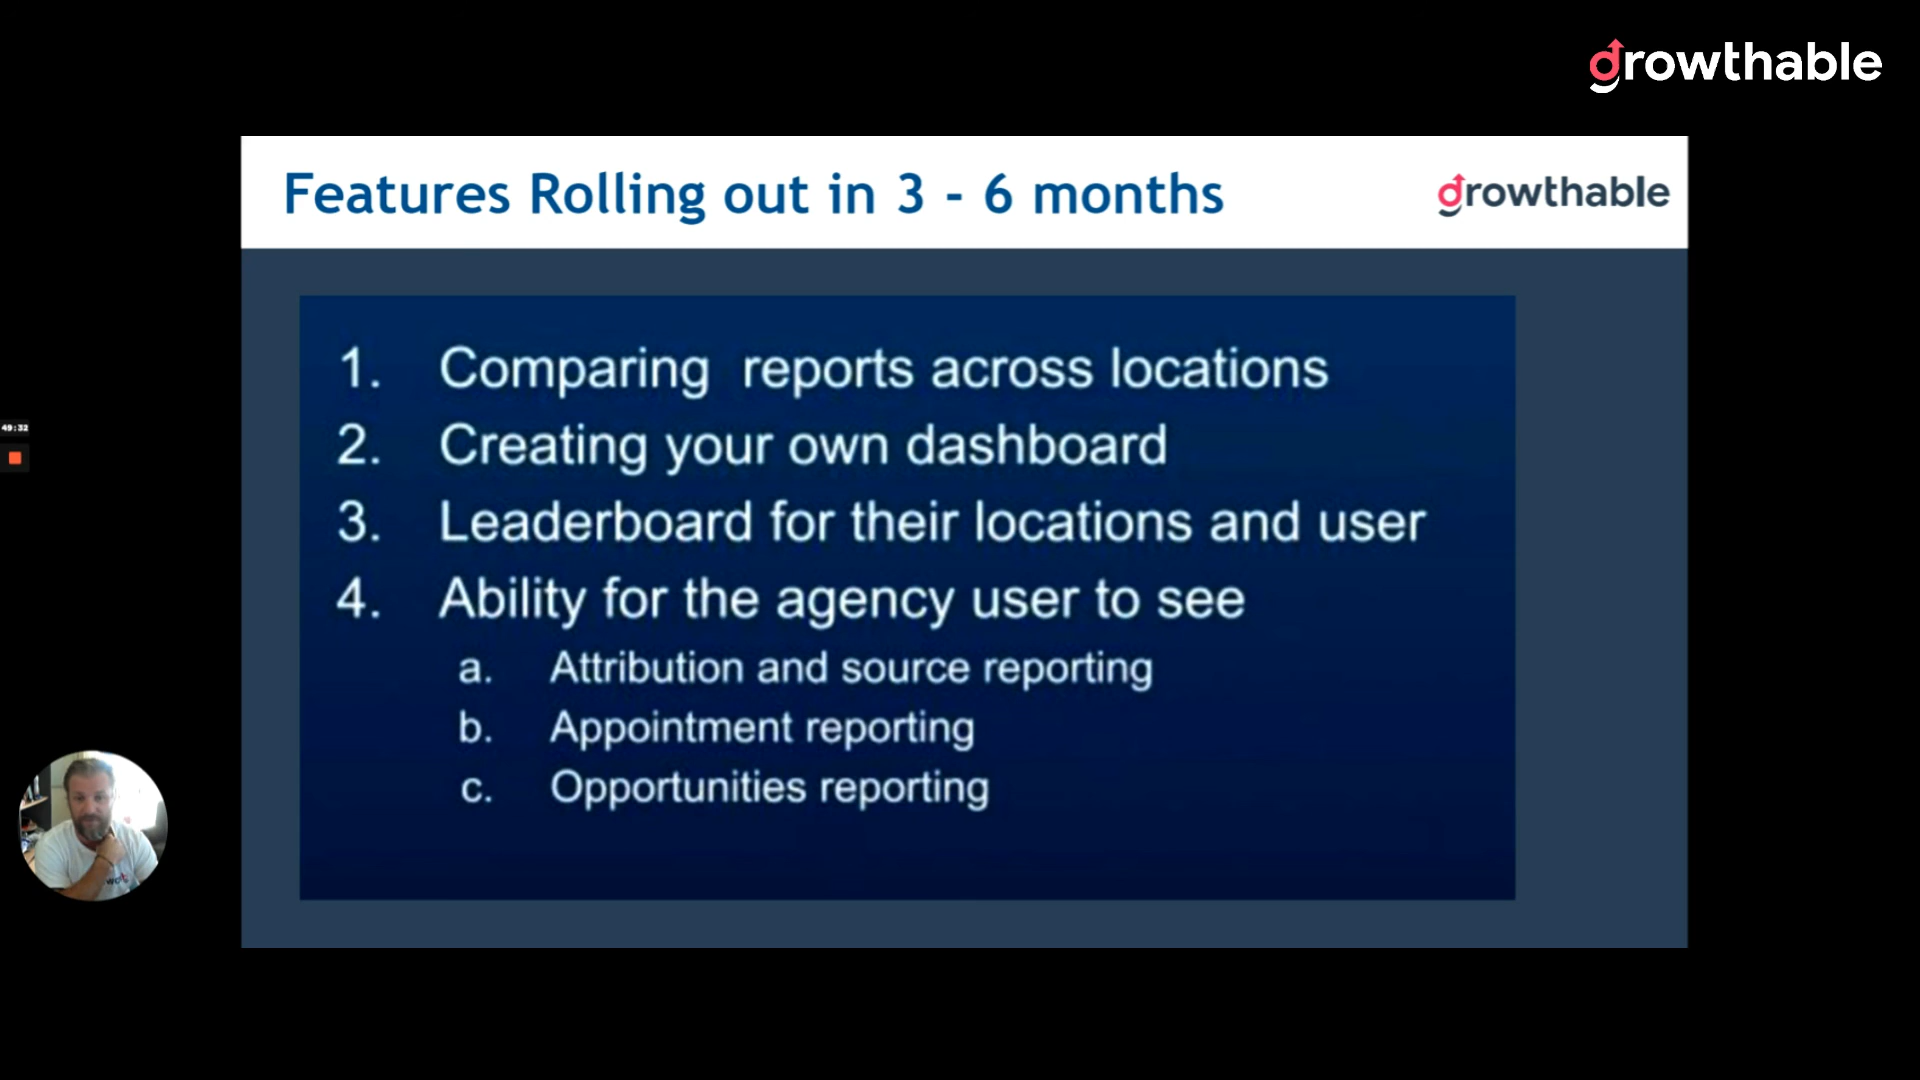 growthable
Features Rolling out in 3 - 6 months
growthable
1. Comparing reports across locations
2. Creating your own dashboard
3. Leaderboard for their locations and user
4. Ability for the agency user to see
a. Attribution and source reporting
b. Appointment reporting
c. Opportunities reporting
49:32